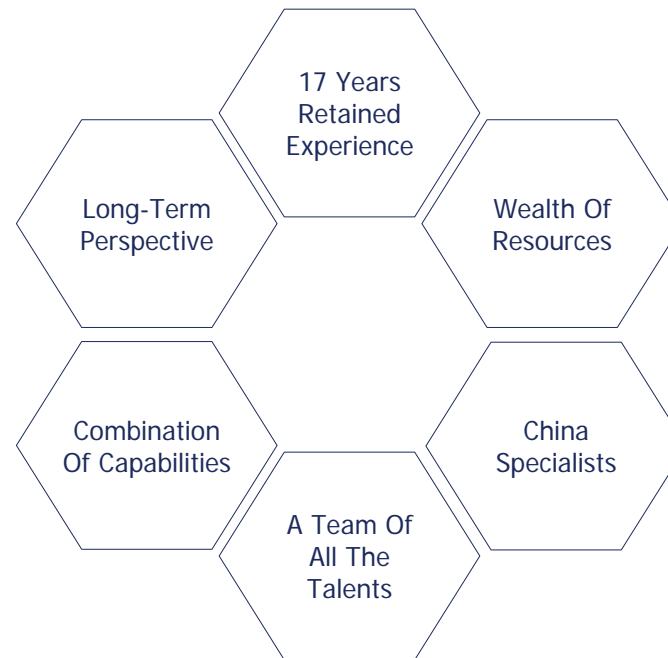 17 Years
Retained
Experience
Long-Term
Perspective
Wealth Of
Resources
Combination
Of Capabilities
China
Specialists
A Team Of
All The
Talents